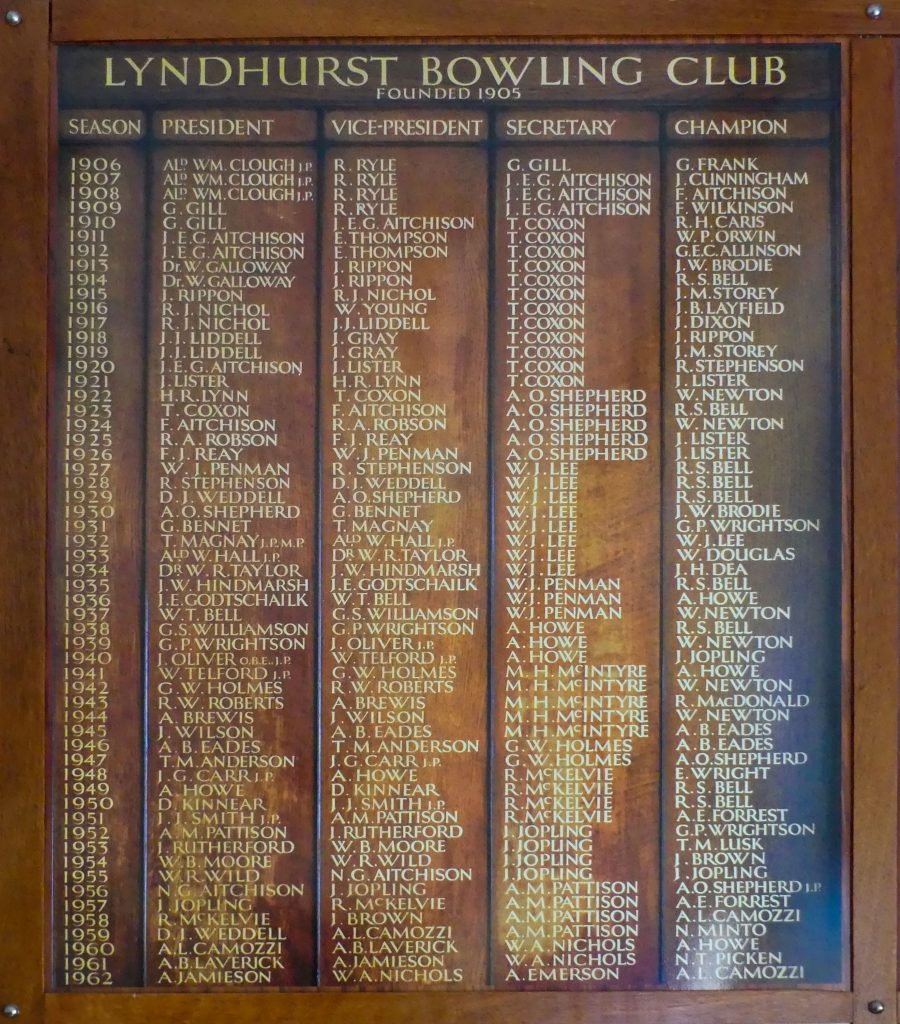 LYNDHURST BOWLING CLUB
FOUNDED 1905
SEASON PRESIDENT VICE-PRESIDENT SECRETARY CHAMPION
1906 ALD WM. CLOUGH J.P. R. RYLE G. GILL G. FRANK
1907 ALD WM. CLOUGH J.P. R. RYLE J.E.G. AITCHISON J. CUNNINGHAM
1908 ALD WM. CLOUGH J.P. R. RYLE J.E.G. AITCHISON F. AITCHISON
1909 G. GILL R. RYLE J.E.G. AITCHISON F. WILKINSON
1910 G. GILL J.E.G. AITCHISON T. COXON R.H. CARIS
1911 J.E.G. AITCHISON E. THOMPSON T. COXON W.P. ORWIN
1912 J.E.G. AITCHISON E. THOMPSON T. COXON G.E.C. ALLINSON
1913 Dr. W. GALLOWAY J. RIPPON T. COXON J.W. BRODIE
1914 Dr. W. GALLOWAY J. RIPPON T. COXON R.S. BELL
1915 J. RIPPON R.J. NICHOL T. COXON J.M. STOREY
1916 R.J. NICHOL W. YOUNG T. COXON J.B. LAYFIELD
1917 R.J. NICHOL J.J. LIDDELL T. COXON J. DIXON
1918 J.J. LIDDELL J. GRAY T. COXON J. RIPPON
1919 J.J. LIDDELL J. GRAY T. COXON J.M. STOREY
1920 J.E.G. AITCHISON J. LISTER T. COXON R. STEPHENSON
1921 J. LISTER H.R. LYNN T. COXON J. LISTER
1922 H.R. LYNN T. COXON A.O. SHEPHERD W. NEWTON
1923 T. COXON F. AITCHISON A.O. SHEPHERD R.S. BELL
1924 F. AITCHISON R.A. ROBSON A.O. SHEPHERD W. NEWTON
1925 R.A. ROBSON F.J. REAY A.O. SHEPHERD J. LISTER
1926 F.J. REAY W.J. PENMAN A.O. SHEPHERD J. LISTER
1927 W.J. PENMAN R. STEPHENSON W.J. LEE R.S. BELL
1928 R. STEPHENSON D.J. WEDDELL W.J. LEE R.S. BELL
1929 D.J. WEDDELL A.O. SHEPHERD W.J. LEE R.S. BELL
1930 A.O. SHEPHERD G. BENNET W.J. LEE J.W. BRODIE
1931 G. BENNET T. MAGNAY W.J. LEE G.P. WRIGHTSON
1932 T. MAGNAY J.P. M.P. ALD W. HALL J.P. W.J. LEE W.J. LEE
1933 ALD W. HALL J.P. DR W.R. TAYLOR W.J. LEE W. DOUGLAS
1934 DR W.R. TAYLOR J.W. HINDMARSH W.J. LEE J.H. DEA
1935 J.W. HINDMARSH J.E. GODTSCHAILK W.J. PENMAN R.S. BELL
1936 J.E. GODTSCHAILK W.T. BELL W.J. PENMAN A. HOWE
1937 W.T. BELL G.S. WILLIAMSON W.J. PENMAN W. NEWTON
1938 G.S. WILLIAMSON G.P. WRIGHTSON A. HOWE R.S. BELL
1939 G.P. WRIGHTSON J. OLIVER J.P. A. HOWE W. NEWTON
1940 J. OLIVER O.B.E., J.P. W. TELFORD J.P. A. HOWE J. JOPLING
1941 W. TELFORD J.P. G.W. HOLMES M.H. McINTYRE A. HOWE
1942 G.W. HOLMES R.W. ROBERTS M.H. McINTYRE W. NEWTON
1943 R.W. ROBERTS A. BREWIS M.H. McINTYRE R. MACDONALD
1944 A. BREWIS J. WILSON M.H. McINTYRE W. NEWTON
1945 J. WILSON A.B. EADES M.H. McINTYRE A.B. EADES
1946 A.B. EADES T.M. ANDERSON G.W. HOLMES A.B. EADES
1947 T.M. ANDERSON J.G. CARR J.P. G.W. HOLMES A.O. SHEPHERD
1948 J.G. CARR J.P. A. HOWE R. McKELVIE E. WRIGHT
1949 A. HOWE D. KINNEAR R. McKELVIE R.S. BELL
1950 D. KINNEAR J.J. SMITH J.P. R. McKELVIE R.S. BELL
1951 J.J. SMITH J.P. A.M. PATTISON R. McKELVIE A.E. FORREST
1952 A.M. PATTISON J. RUTHERFORD J. JOPLING G.P. WRIGHTSON
1953 J. RUTHERFORD W.B. MOORE J. JOPLING T.M. LUSK
1954 W.B. MOORE W.R. WILD J. JOPLING J. BROWN
1955 W.R. WILD N.G. AITCHISON J. JOPLING J. JOPLING
1956 N.G. AITCHISON J. JOPLING A.M. PATTISON A.O. SHEPHERD J.P.
1957 J. JOPLING R. McKELVIE A.M. PATTISON A.E. FORREST
1958 R. McKELVIE J. BROWN A.M. PATTISON A.L. CAMOZZI
1959 D.J. WEDDELL A.L. CAMOZZI A.M. PATTISON N. MINTO
1960 A.L. CAMOZZI A.B. LAVERICK W.A. NICHOLS A. HOWE
1961 A.B. LAVERICK A. JAMIESON W.A. NICHOLS N.T. PICKEN
1962 A. JAMIESON W.A. NICHOLS A. EMERSON A.L. CAMOZZI